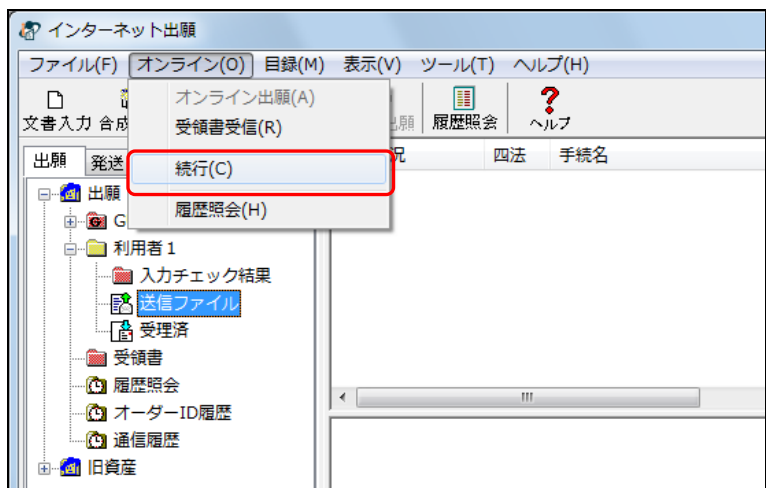 インターネット出願
ファイル(F) オンライン(O) 目録(M) 表示(V) ツール(T) ヘルプ(H)
オンライン出願(A)
受領書受信(R)
続行(C)
履歴照会(H)
文書入力 合成 出願 履歴照会 ヘルプ
出願 発送 況 四法 手続名
出願
G
利用者1
入力チェック結果
送信ファイル
受理済
受領書
履歴照会
オーダーID履歴
通信履歴
旧資産